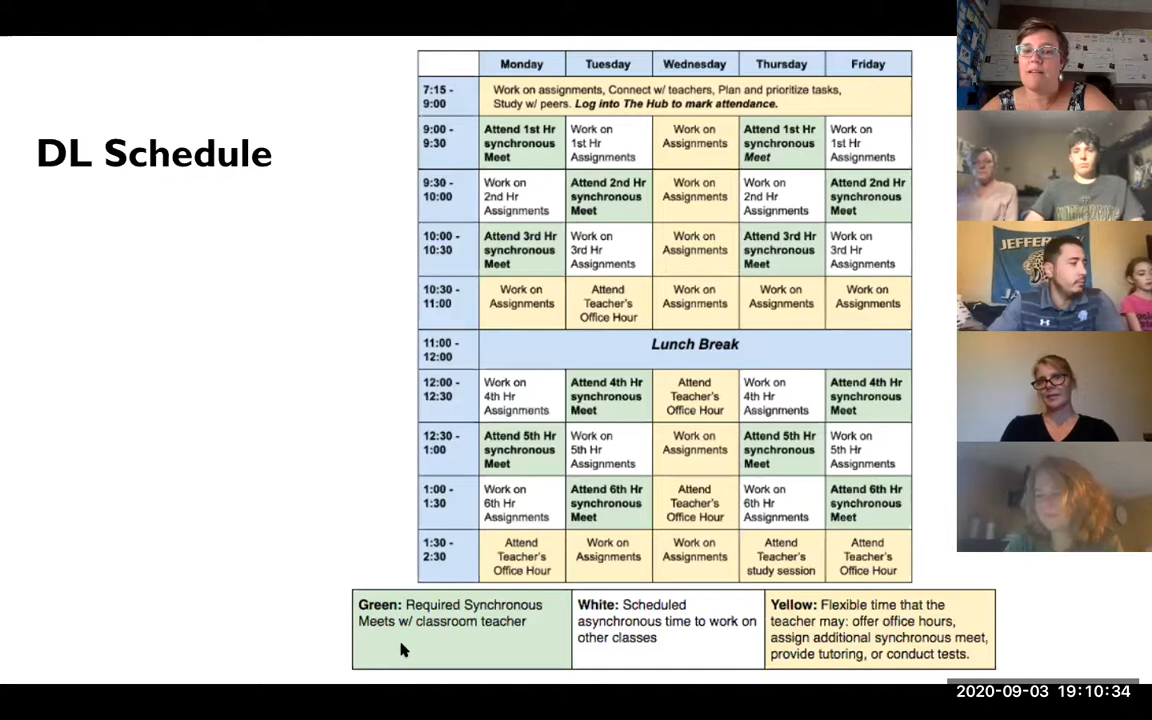 DL Schedule
Monday
Tuesday
Wednesday
Thursday
Friday
7:15 -
9:00
Work on assignments, Connect w/ teachers, Plan and prioritize tasks,
Study w/ peers. Log into The Hub to mark attendance.
9:00 -
9:30
Attend 1st Hr
synchronous
Meet
Work on
1st Hr
Assignments
Work on
Assignments
Attend 1st Hr
synchronous
Meet
Work on
1st Hr
Assignments
9:30 -
10:00
Work on
2nd Hr
Assignments
Attend 2nd Hr
synchronous
Meet
Work on
Assignments
Work on
2nd Hr
Assignments
Attend 2nd Hr
synchronous
Meet
10:00 -
10:30
Attend 3rd Hr
synchronous
Meet
Work on
3rd Hr
Assignments
Work on
Assignments
Attend 3rd Hr
synchronous
Meet
Work on
3rd Hr
Assignments
10:30 -
11:00
Work on
Assignments
Attend
Teacher's
Office Hour
Work on
Assignments
Work on
Assignments
Work on
Assignments
11:00 -
12:00
Lunch Break
12:00 -
12:30
Work on
4th Hr
Assignments
Attend 4th Hr
synchronous
Meet
Attend
Teacher's
Office Hour
Work on
4th Hr
Assignments
Attend 4th Hr
synchronous
Meet
12:30 -
1:00
Attend 5th Hr
synchronous
Meet
Work on
5th Hr
Assignments
Work on
Assignments
Attend 5th Hr
synchronous
Meet
Work on
5th Hr
Assignments
1:00 -
1:30
Work on
6th Hr
Assignments
Attend 6th Hr
synchronous
Meet
Attend
Teacher's
Office Hour
Work on
6th Hr
Assignments
Attend 6th Hr
synchronous
Meet
1:30 -
2:30
Attend
Teacher's
Office Hour
Work on
Assignments
Work on
Assignments
Attend
Teacher's
study session
Attend
Teacher's
Office Hour
Green: Required Synchronous
Meets w/ classroom teacher
White: Scheduled
asynchronous time to work on
other classes
Yellow: Flexible time that the
teacher may: offer office hours,
assign additional synchronous meet,
provide tutoring, or conduct tests.
2020-09-03 19:10:34